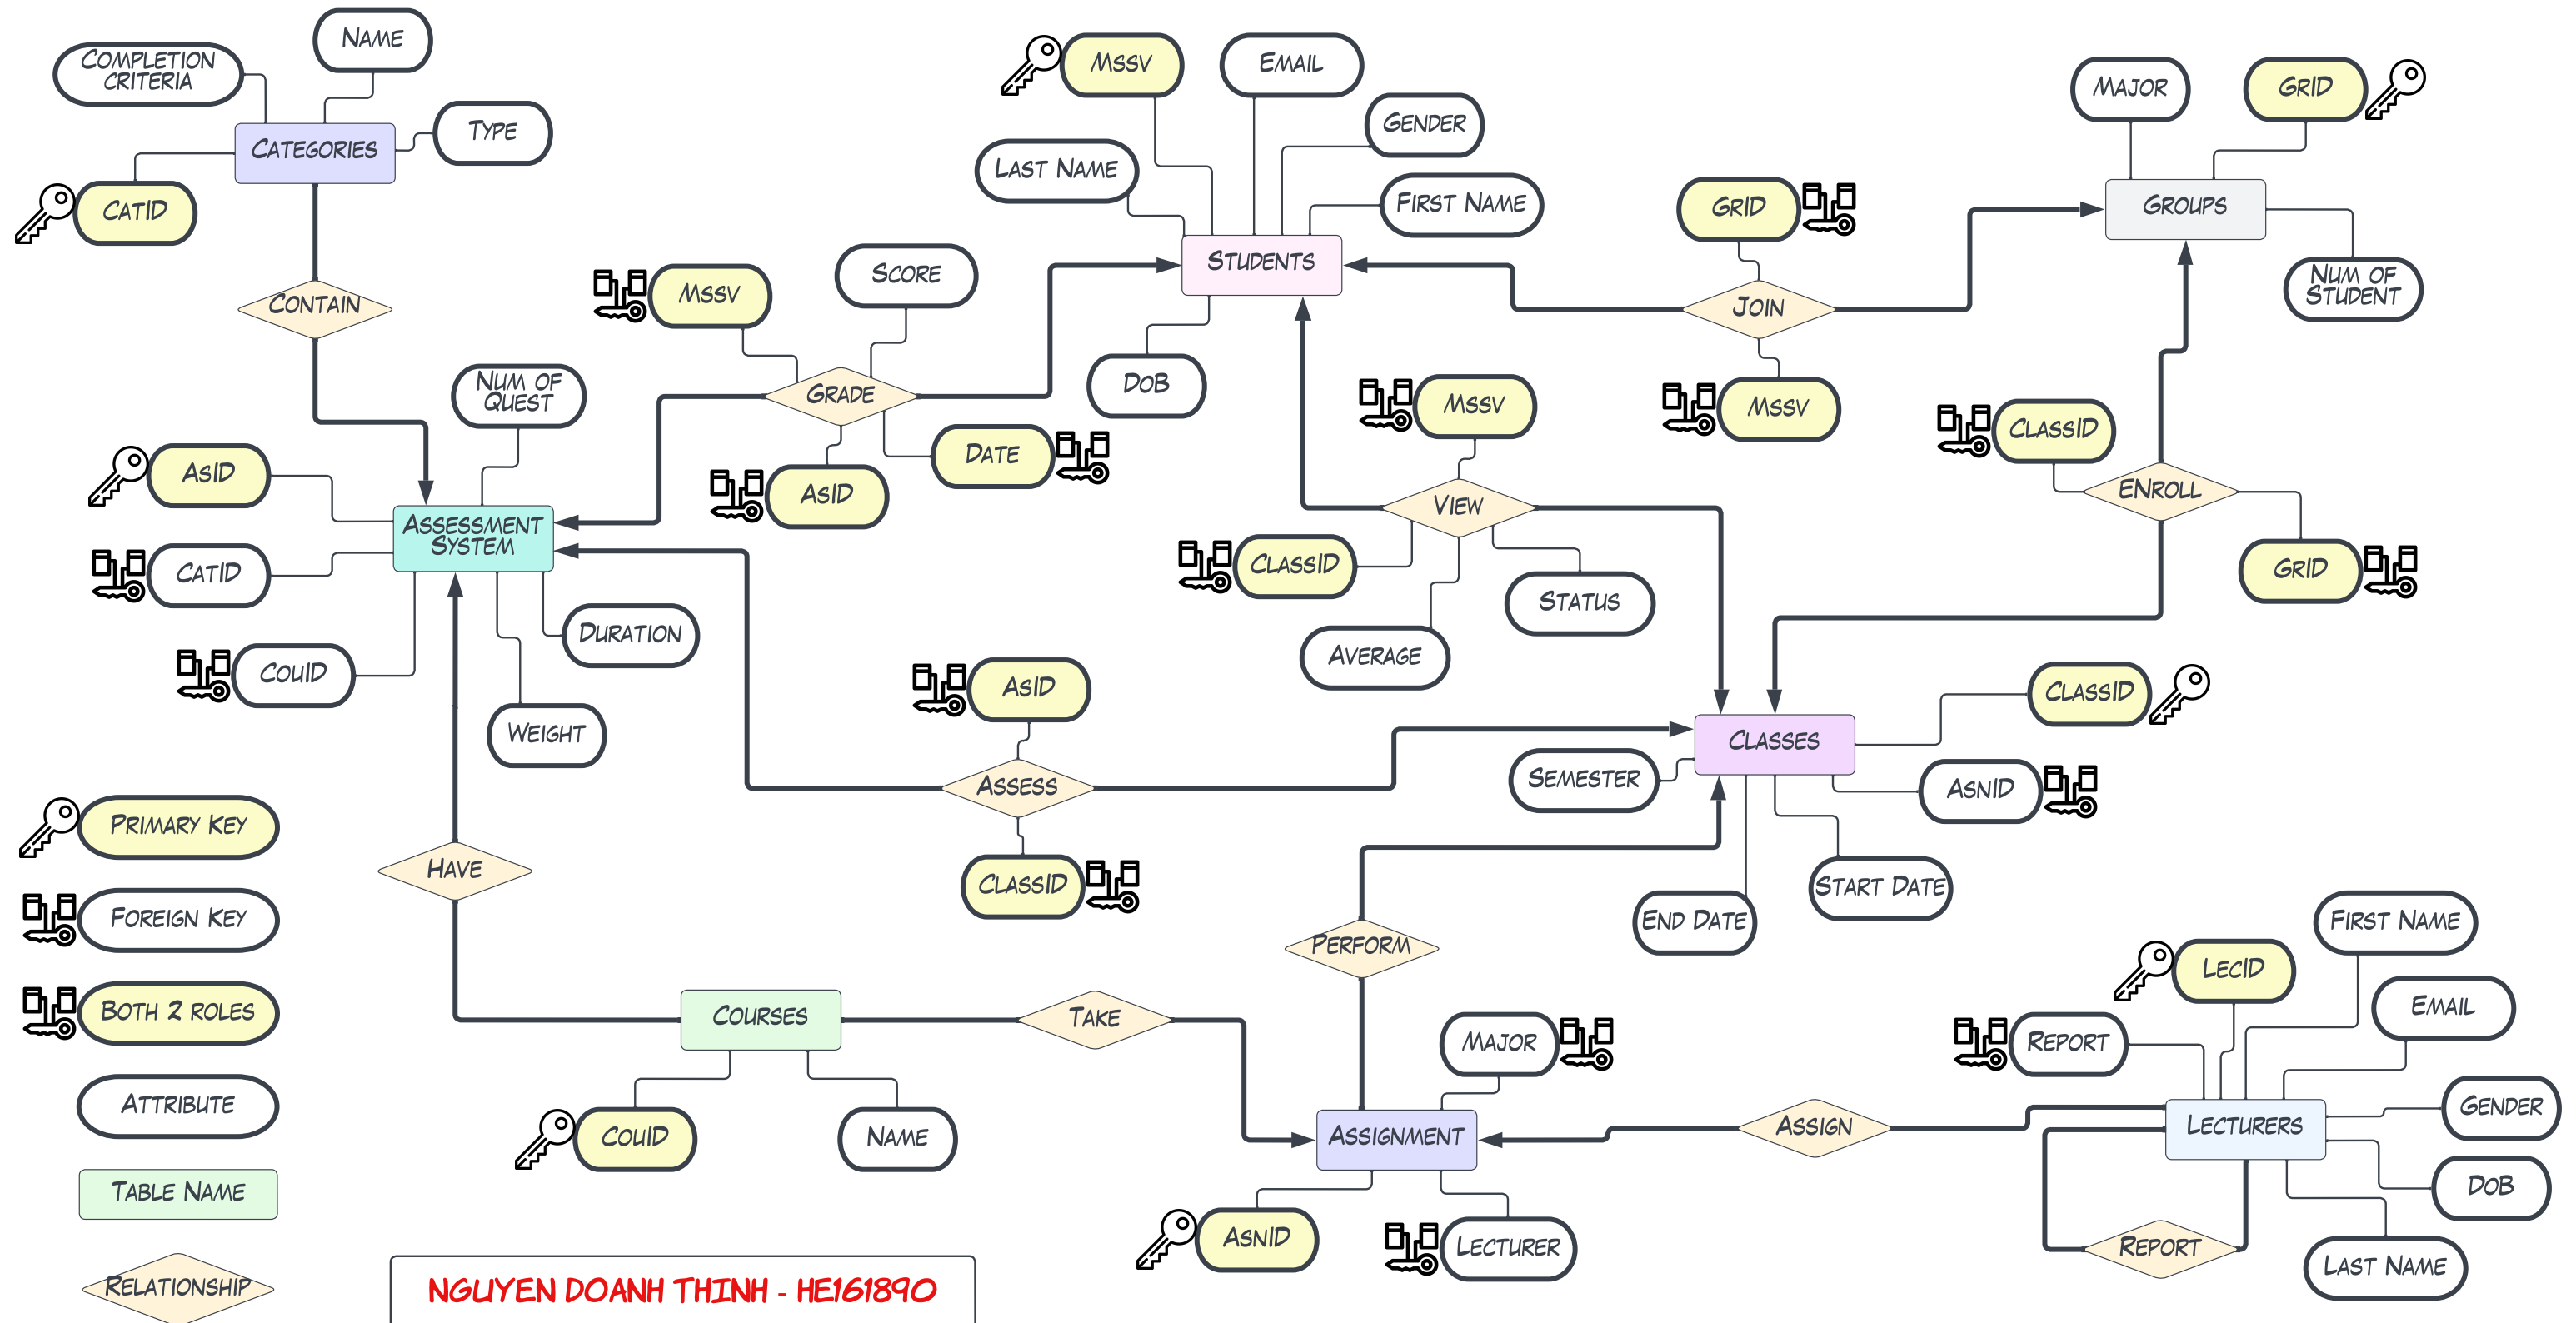 Name
Completion
criteria
Type
Categories
CatID
Contain
Mssv
Email
Gender
Last Name
First Name
Students
DoB
Major
GrID
Groups
Num of
Student
GrID
Join
Mssv
Mssv
Score
Grade
Date
AsID
Num of
Quest
AsID
Assessment
System
CatID
CouID
Duration
Weight
Mssv
View
ClassID
Status
Average
ClassID
Enroll
GrID
AsID
Assess
ClassID
ClassID
Classes
Semester
AsnID
Start Date
End Date
Primary Key
Foreign Key
Both 2 roles
Attribute
Table Name
Relationship
Have
Courses
Take
CouID
Name
Perform
Major
Assignment
AsnID
Lecturer
Assign
First Name
LecID
Email
Report
Gender
Lecturers
DoB
Report
Last Name
NGUYEN DOANH THINH - HE161890